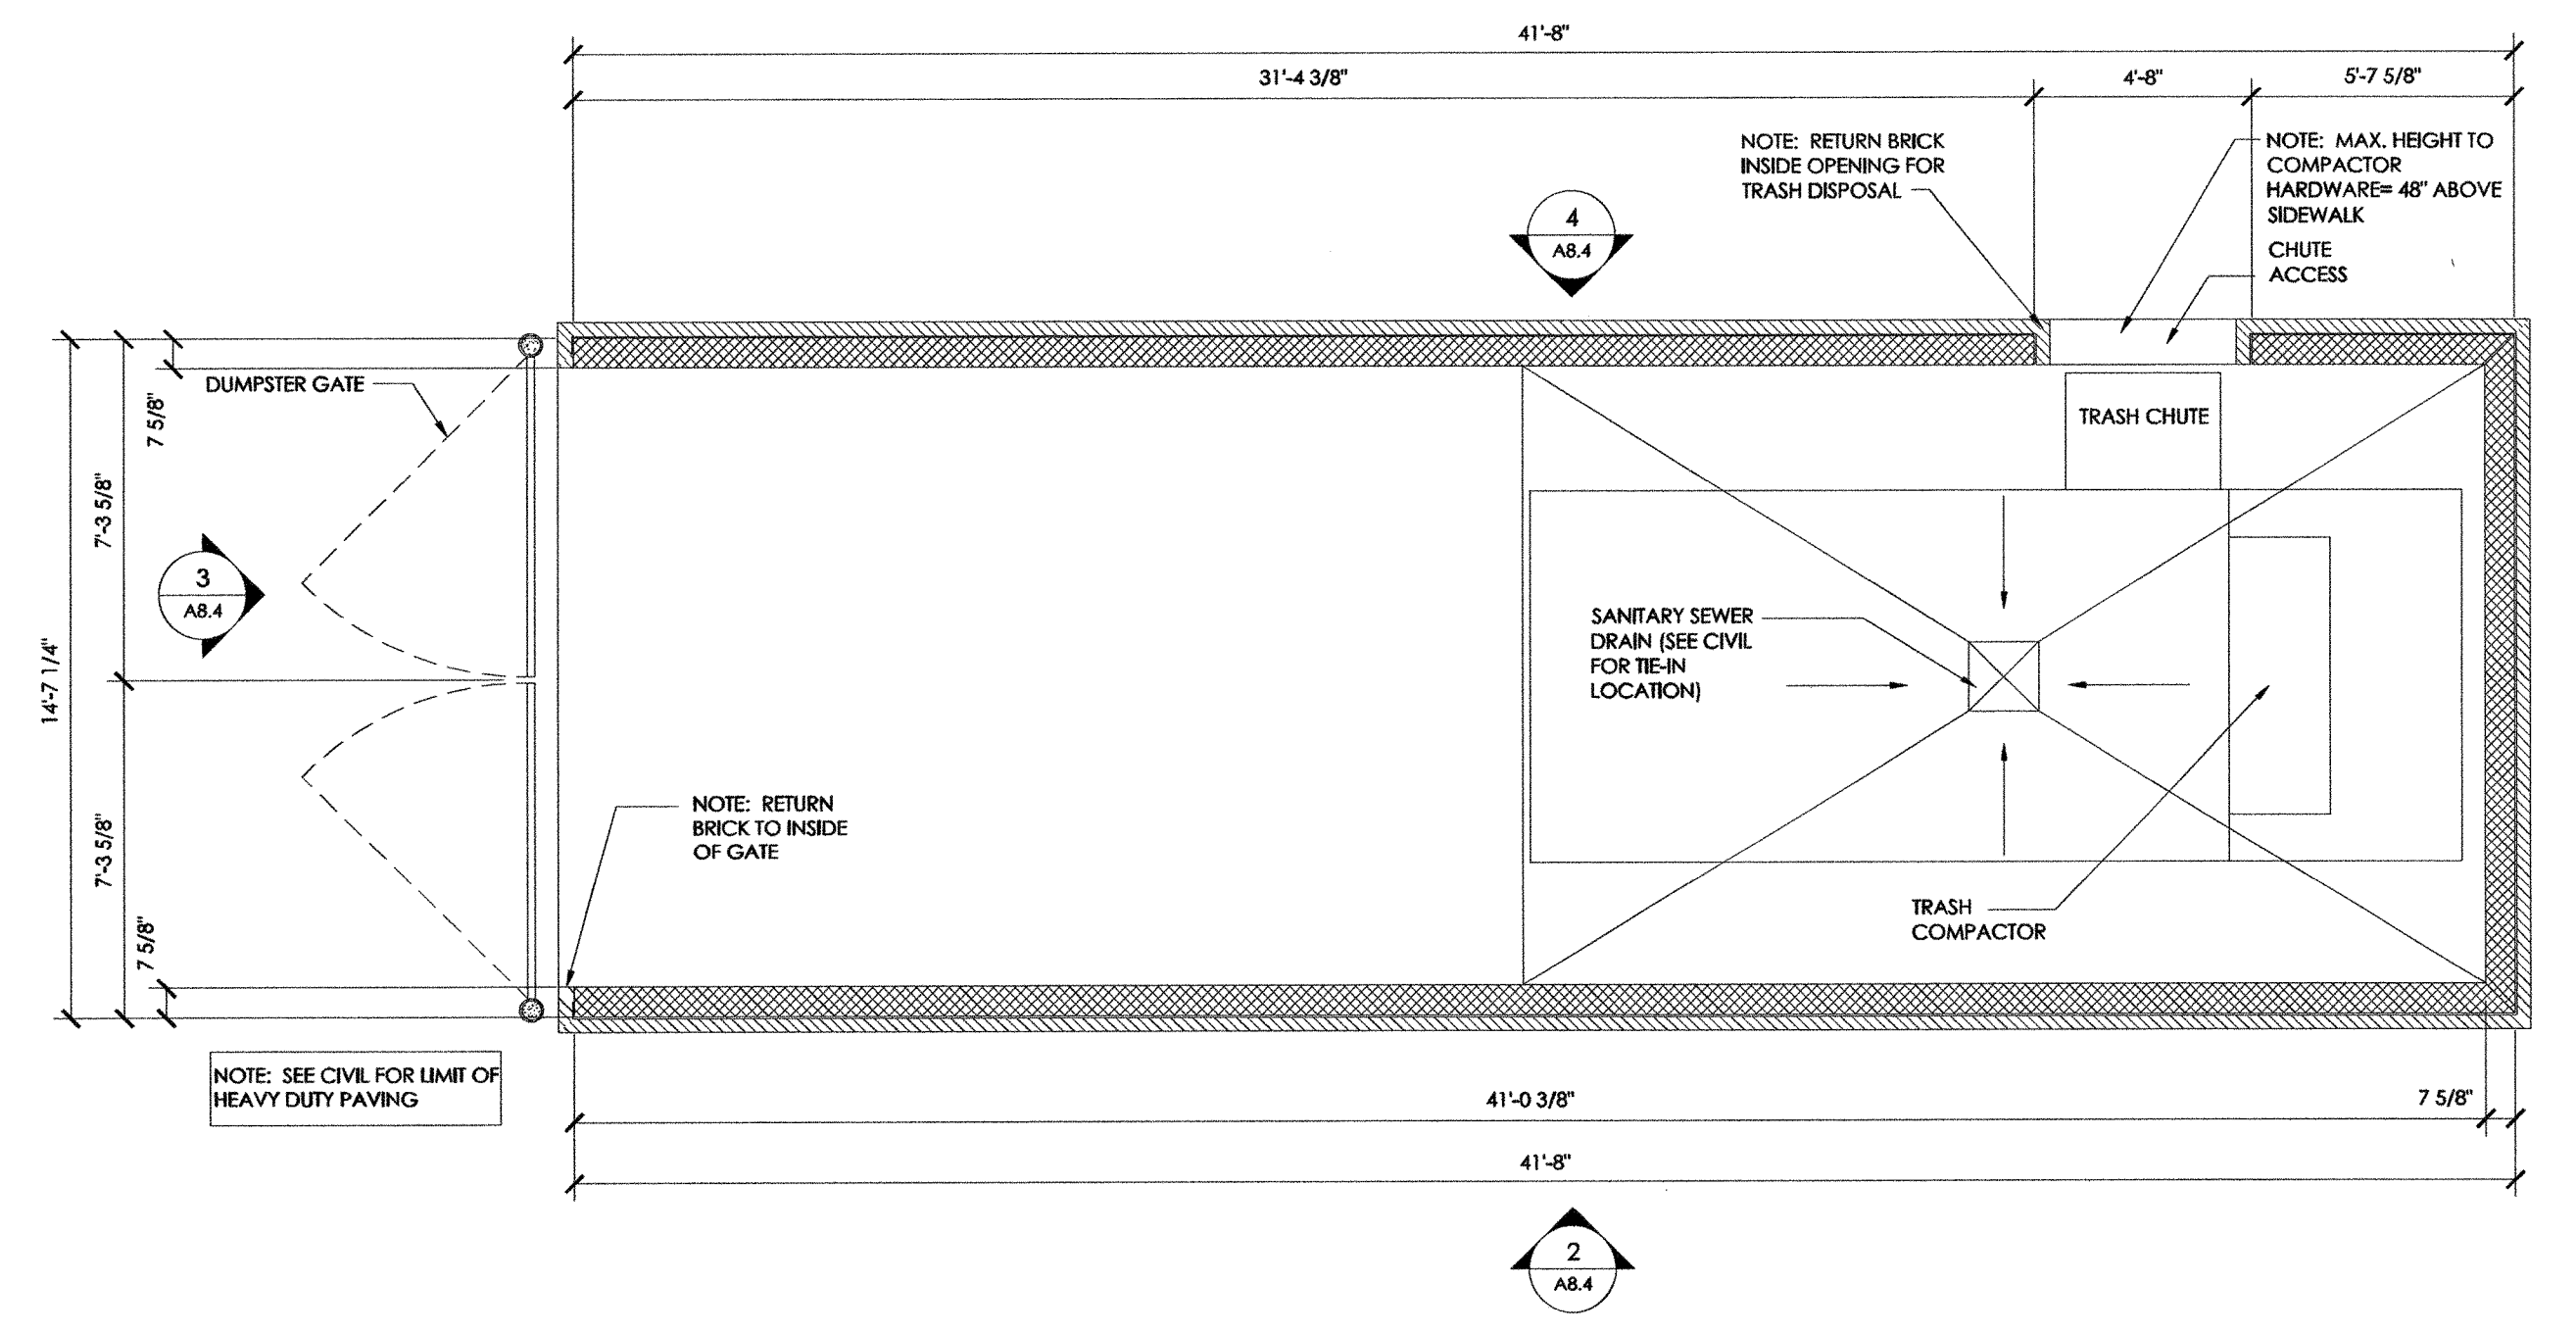 41'-8"
31'-4 3/8"
4'-8"
5'-7 5/8"
NOTE: RETURN BRICK
INSIDE OPENING FOR
TRASH DISPOSAL
NOTE: MAX. HEIGHT TO
COMPACTOR
HARDWARE= 48" ABOVE
SIDEWALK
CHUTE
ACCESS
4
A8.4
DUMPSTER GATE
7 5/8"
7'-3 5/8"
TRASH CHUTE
3
A8.4
14'-7 1/4"
SANITARY SEWER
DRAIN (SEE CIVIL
FOR TIE-IN
LOCATION)
7'-3 5/8"
NOTE: RETURN
BRICK TO INSIDE
OF GATE
7 5/8"
TRASH
COMPACTOR
NOTE: SEE CIVIL FOR LIMIT OF
HEAVY DUTY PAVING
41'-0 3/8"
7 5/8"
41'-8"
2
A8.4